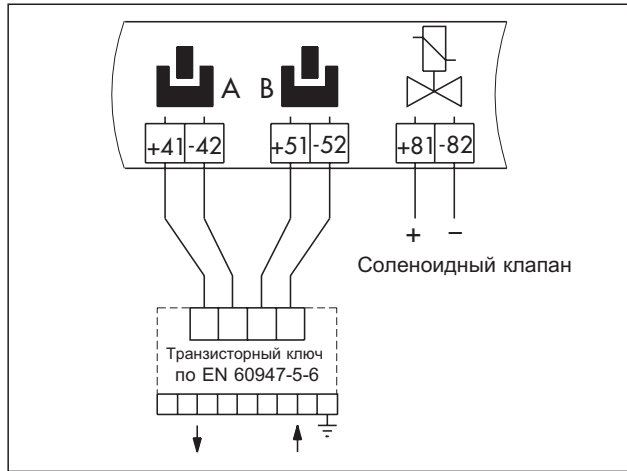 A B
+41 -42 +51 -52 +81 -82
+ −
Соленоидный клапан
Транзисторный ключ
по EN 60947-5-6